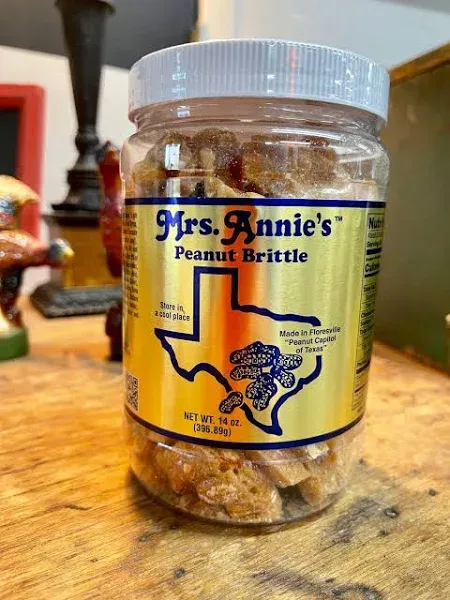 Mrs. Annie's™
Peanut Brittle
Store in
a cool place
Made in Floresville
"Peanut Capitol
of Texas"
NET WT. 14 oz.
(396.89g)